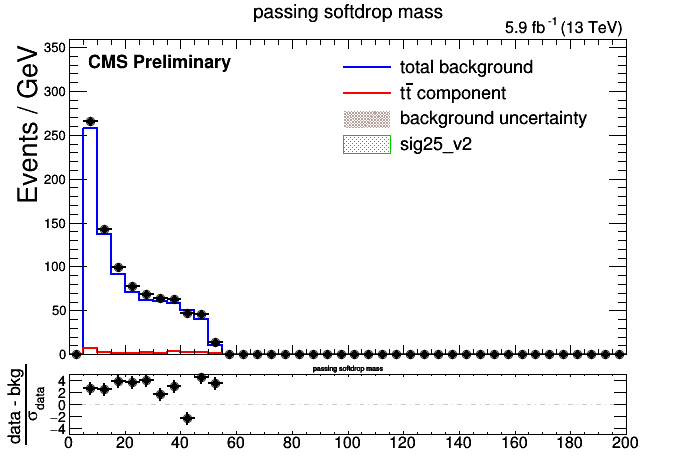 passing softdrop mass
5.9 fb-1 (13 TeV)
CMS Preliminary
Events / GeV
350
300
250
200
150
100
50
0
total background
tt̅ component
background uncertainty
sig25_v2
passing softdrop mass
data - bkg
σdata
4
2
0
−2
−4
0 20 40 60 80 100 120 140 160 180 200